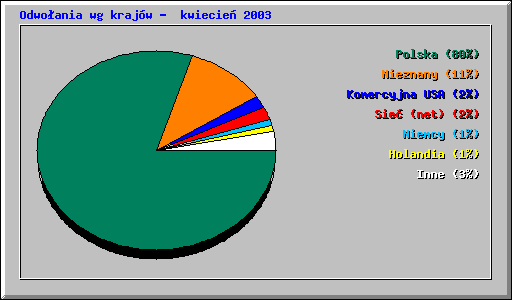 Odwołania wg krajów - kwiecień 2003
Polska (80%)
Nieznany (11%)
Komercyjna USA (2%)
Sieć (net) (2%)
Niemcy (1%)
Holandia (1%)
Inne (3%)